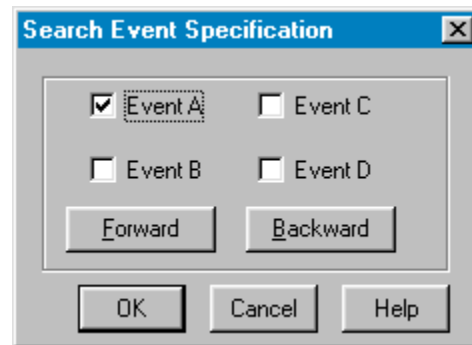 Search Event Specification
Event A Event C
Event B Event D
Forward Backward
OK Cancel Help